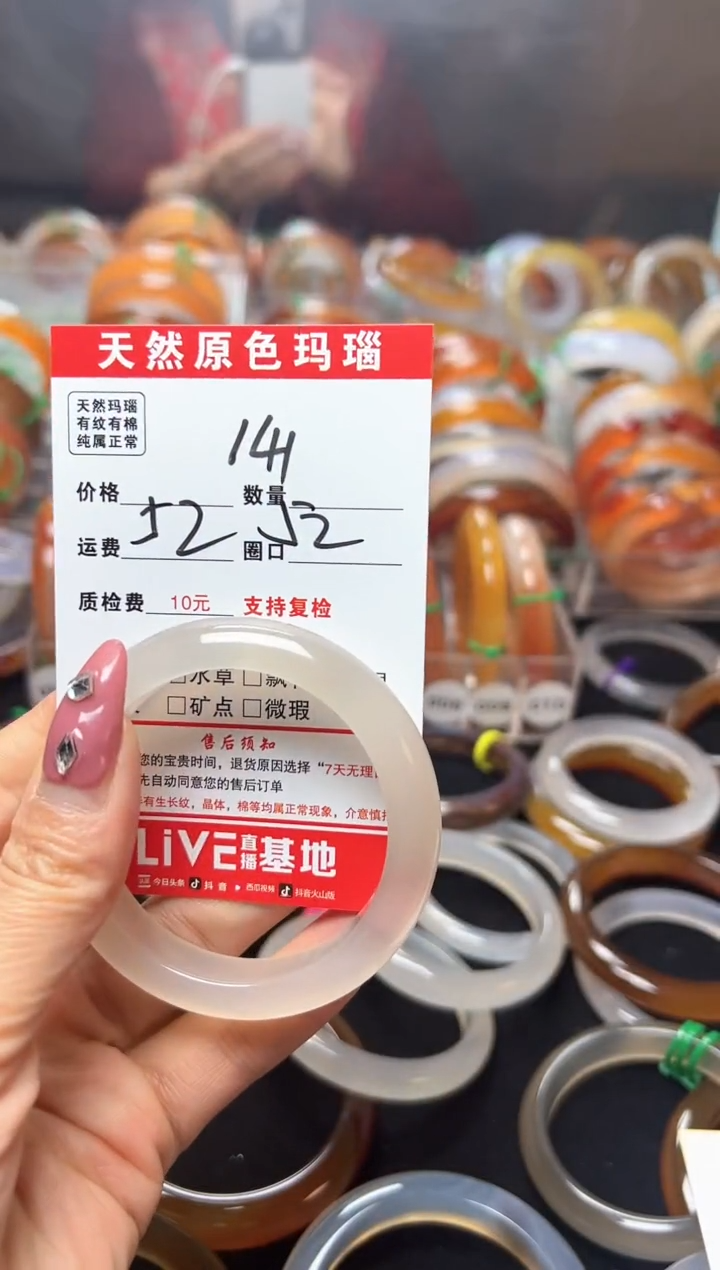 天然原色玛瑙
天然玛瑙
有纹有棉
纯属正常
141
价格 数量
52 52
运费 圈口
质检费 10元 支持复检
□水草 □飘
□矿点 □微瑕
售后须知
您的宝贵时间，退货原因选择“7天无理
先自动同意您的售后订单
有生长纹，晶体，棉等均属正常现象，介意慎
LiVE直播基地
今日头条 抖音 西瓜视频 抖音火山版